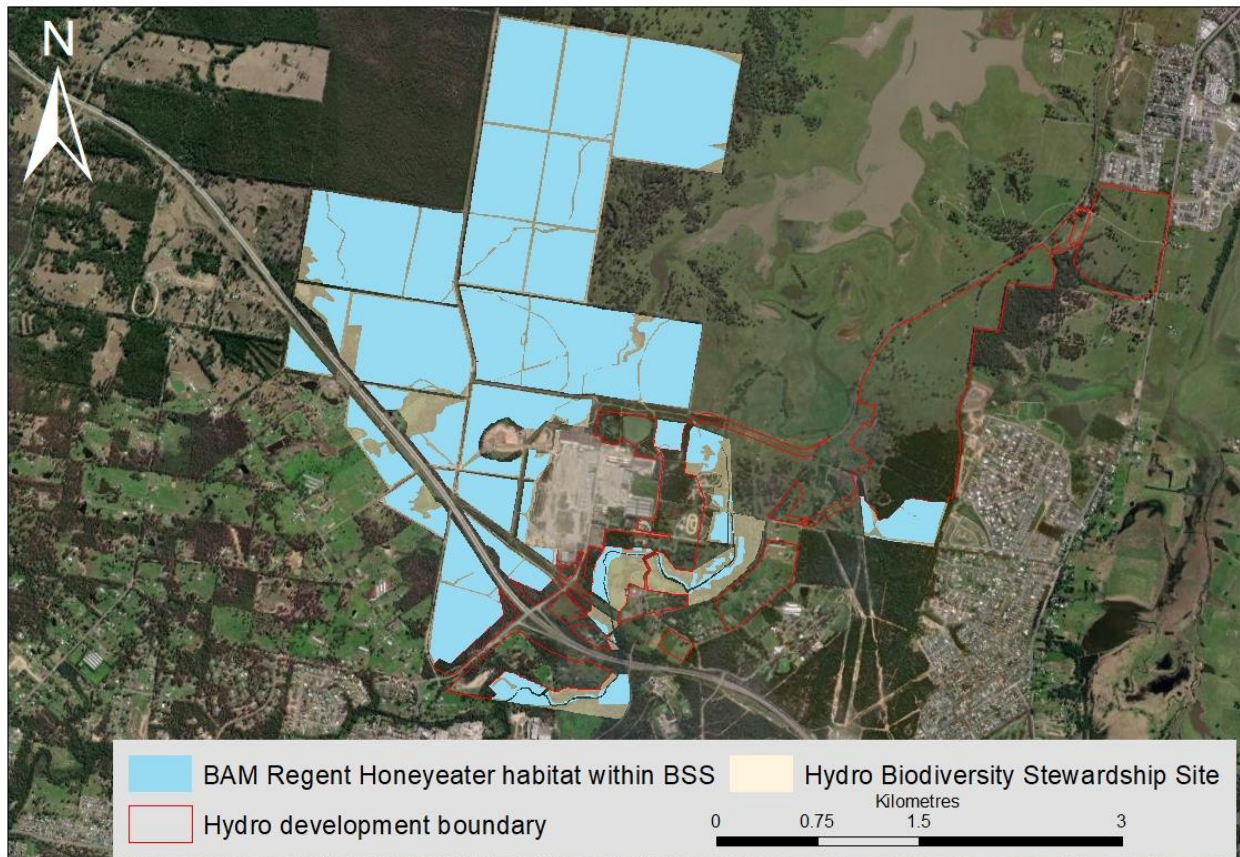 N
BAM Regent Honeyeater habitat within BSS
Hydro Biodiversity Stewardship Site
Hydro development boundary
Kilometres
0 0.75 1.5 3